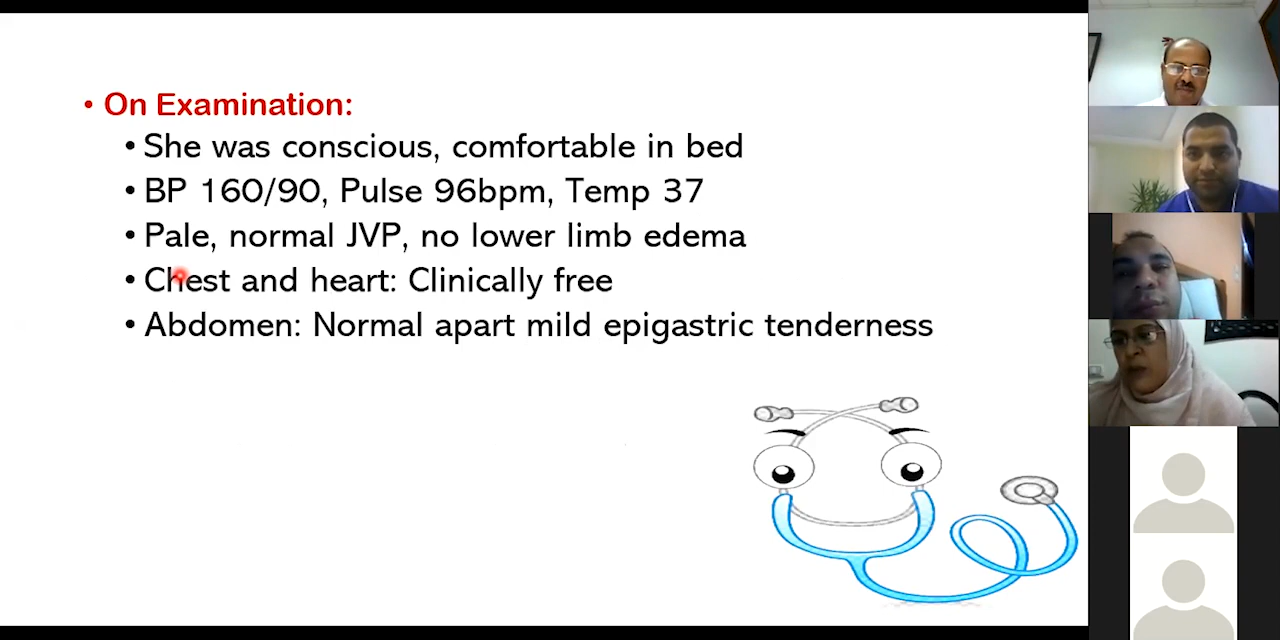 • On Examination:
• She was conscious, comfortable in bed
• BP 160/90, Pulse 96bpm, Temp 37
• Pale, normal JVP, no lower limb edema
• Chest and heart: Clinically free
• Abdomen: Normal apart mild epigastric tenderness